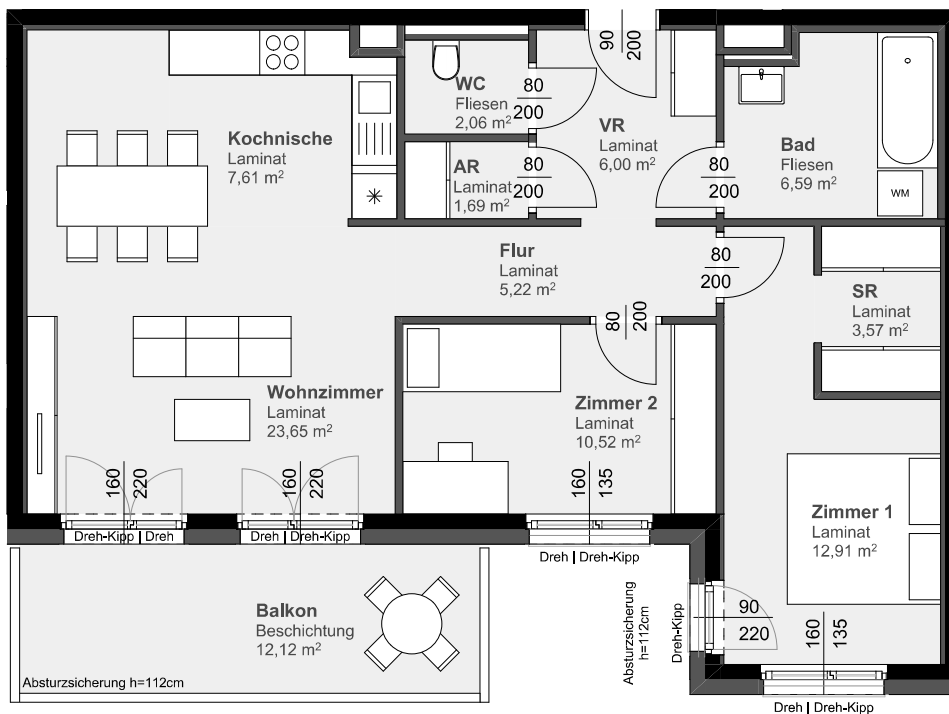 90
200
WC
Fliesen
2,06 m²
80
200
VR
Laminat
6,00 m²
Kochnische
Laminat
7,61 m²
AR
Laminat
1,69 m²
80
200
80
200
Bad
Fliesen
6,59 m²
WM
Flur
Laminat
5,22 m²
80
200
SR
Laminat
3,57 m²
80
200
Wohnzimmer
Laminat
23,65 m²
Zimmer 2
Laminat
10,52 m²
160
220
160
220
160
135
Zimmer 1
Laminat
12,91 m²
Dreh-Kipp | Dreh
Dreh | Dreh-Kipp
Dreh | Dreh-Kipp
Balkon
Beschichtung
12,12 m²
Absturzsicherung
h=112cm
Dreh-Kipp
90
220
160
135
Absturzsicherung h=112cm
Dreh | Dreh-Kipp